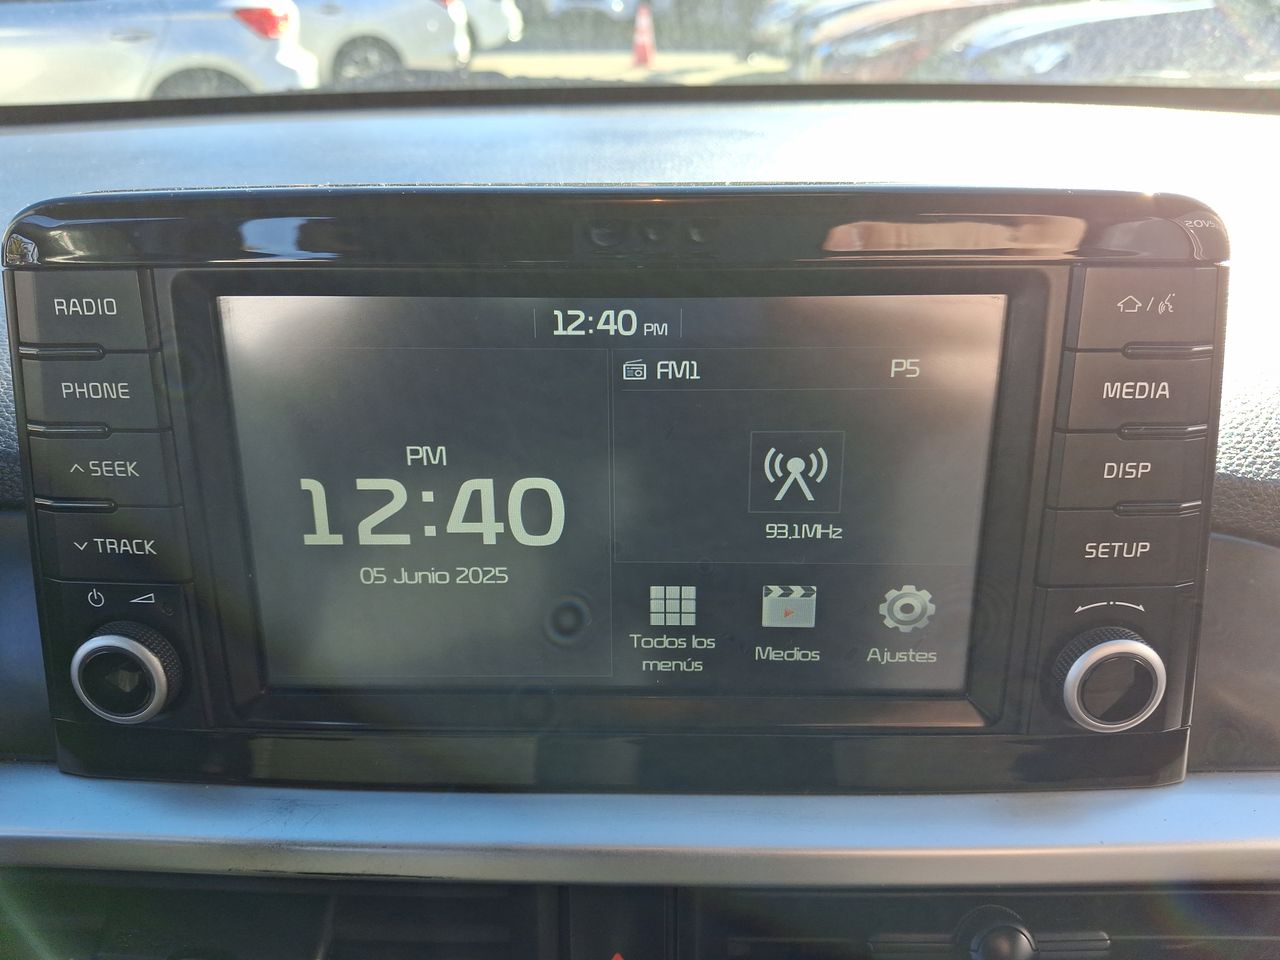 RADIO
PHONE
SEEK
TRACK
12:40 PM
PM
12:40
05 Junio 2025
FM1
P5
93.1MHz
Todos los
menús
Medios
Ajustes
/
MEDIA
DISP
SETUP